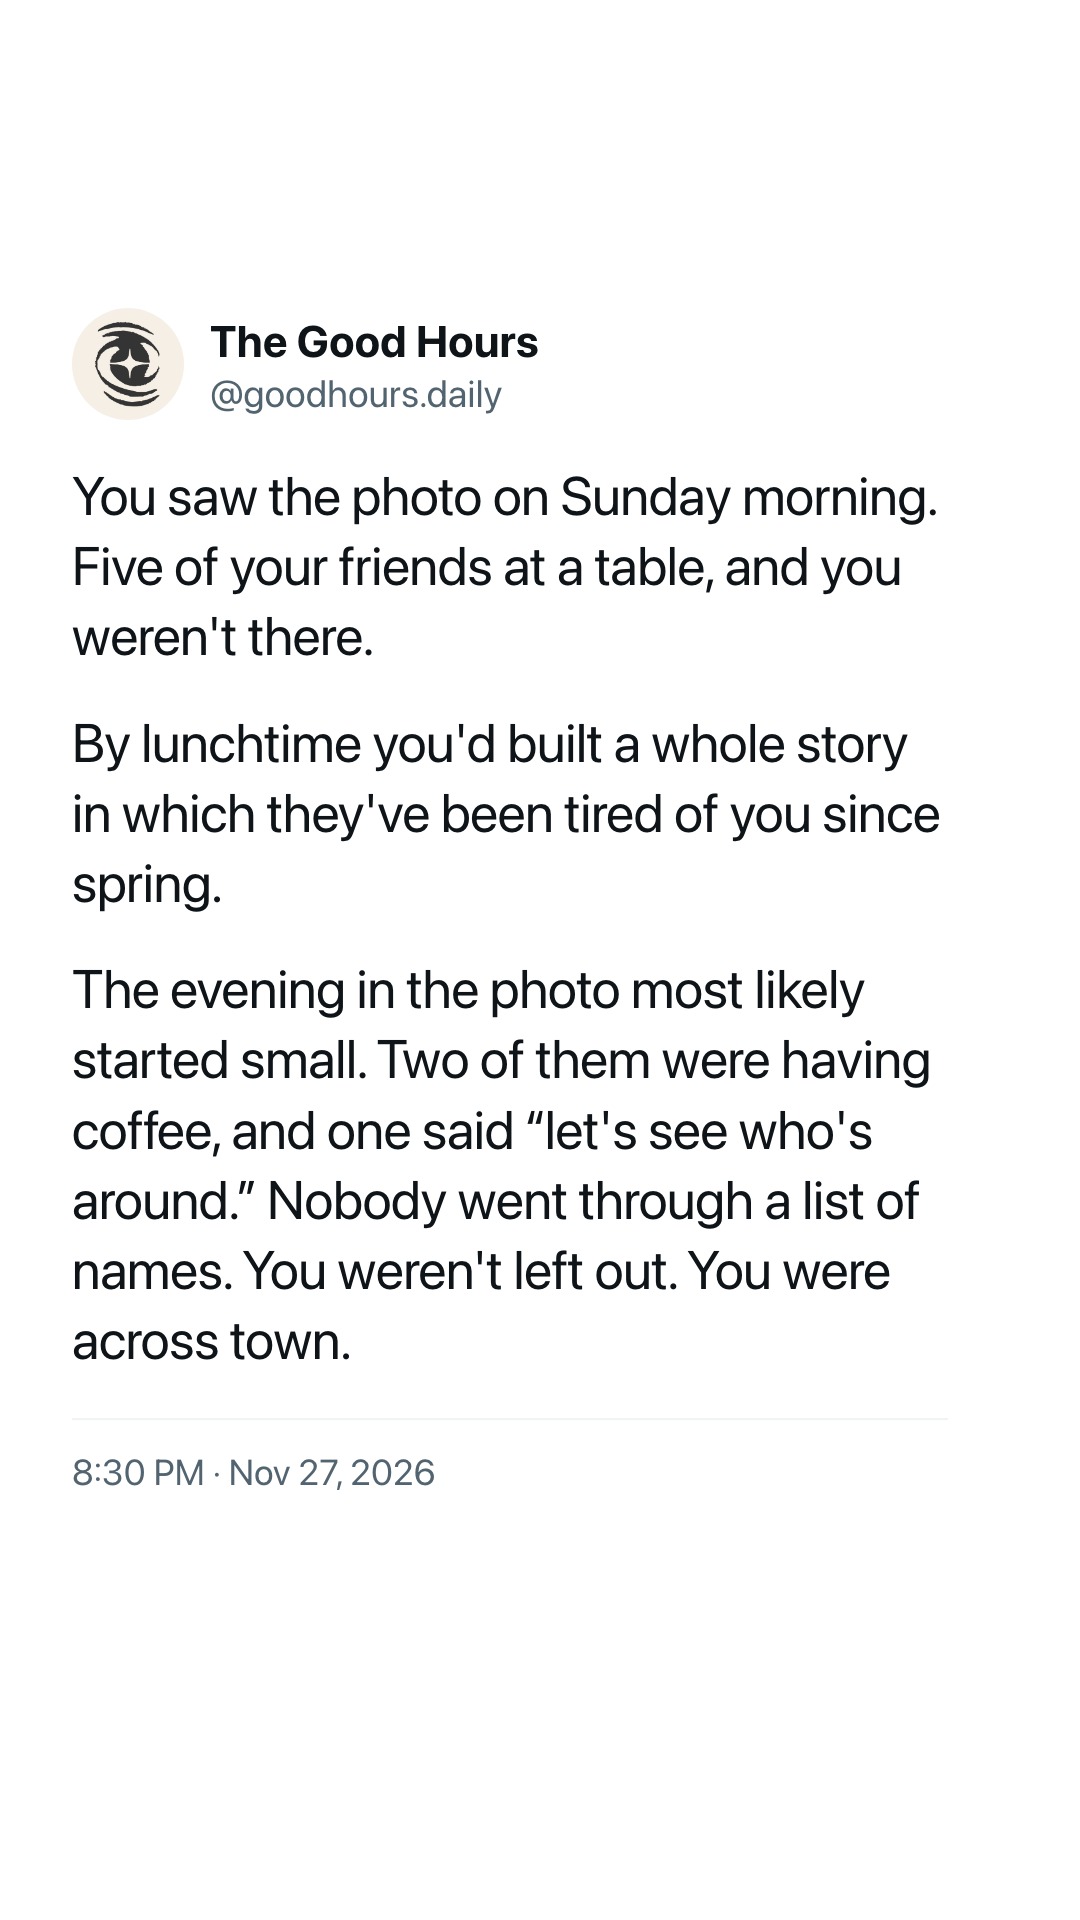 The Good Hours
@goodhours.daily
You saw the photo on Sunday morning.
Five of your friends at a table, and you
weren't there.
By lunchtime you'd built a whole story
in which they've been tired of you since
spring.
The evening in the photo most likely
started small. Two of them were having
coffee, and one said “let's see who's
around.” Nobody went through a list of
names. You weren't left out. You were
across town.
8:30 PM · Nov 27, 2026